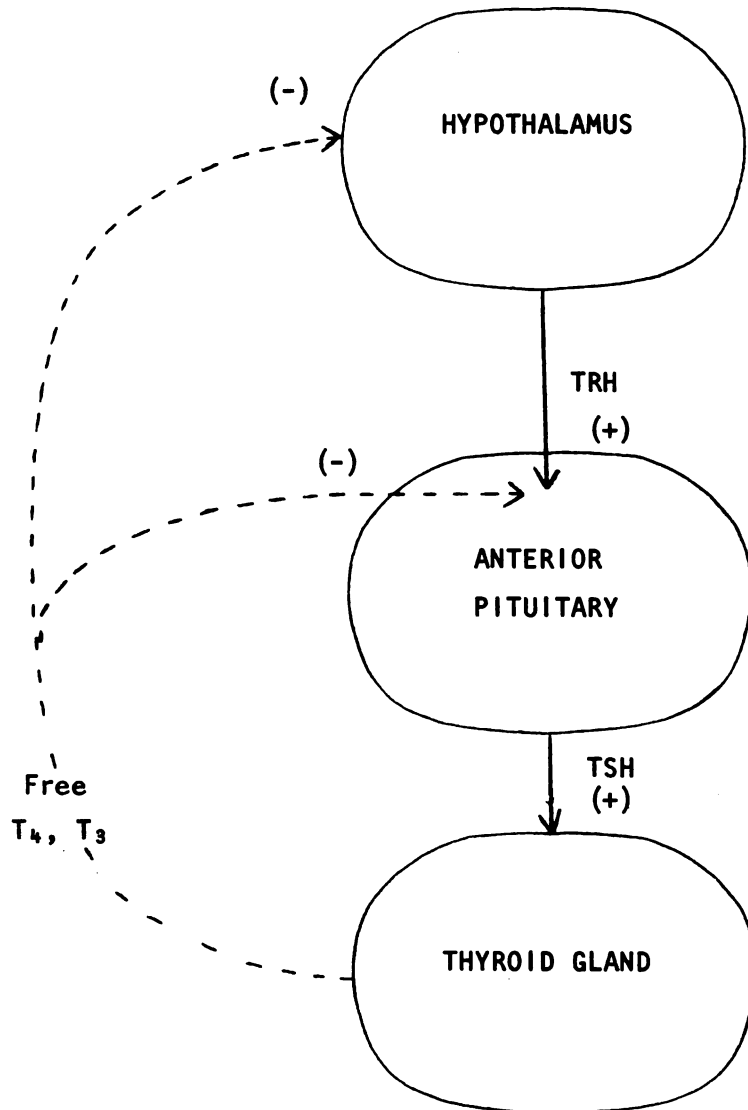 (-)
HYPOTHALAMUS
TRH
(+)
(-)
ANTERIOR
PITUITARY
TSH
(+)
Free
T₄, T₃
THYROID GLAND